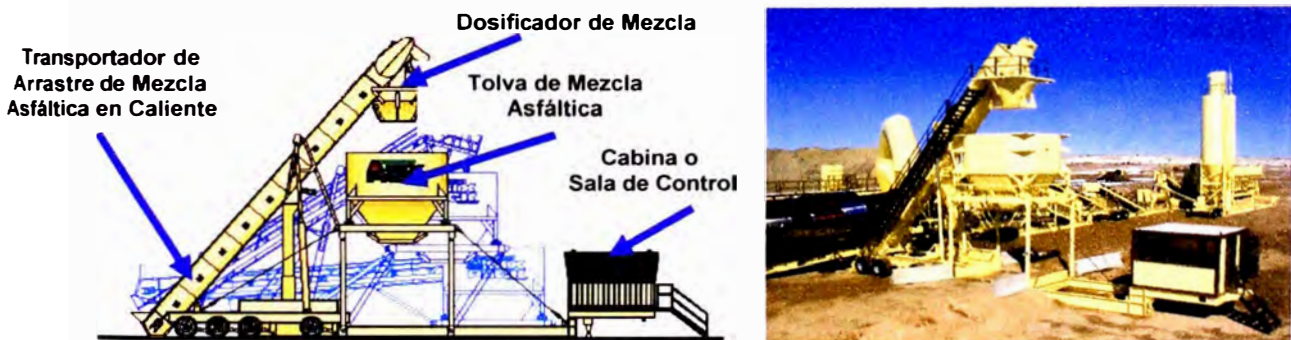 Dosificador de Mezcla
Transportador de
Arrastre de Mezcla
Asfáltica en Caliente
Tolva de Mezcla
Asfáltica
Cabina o
Sala de Control